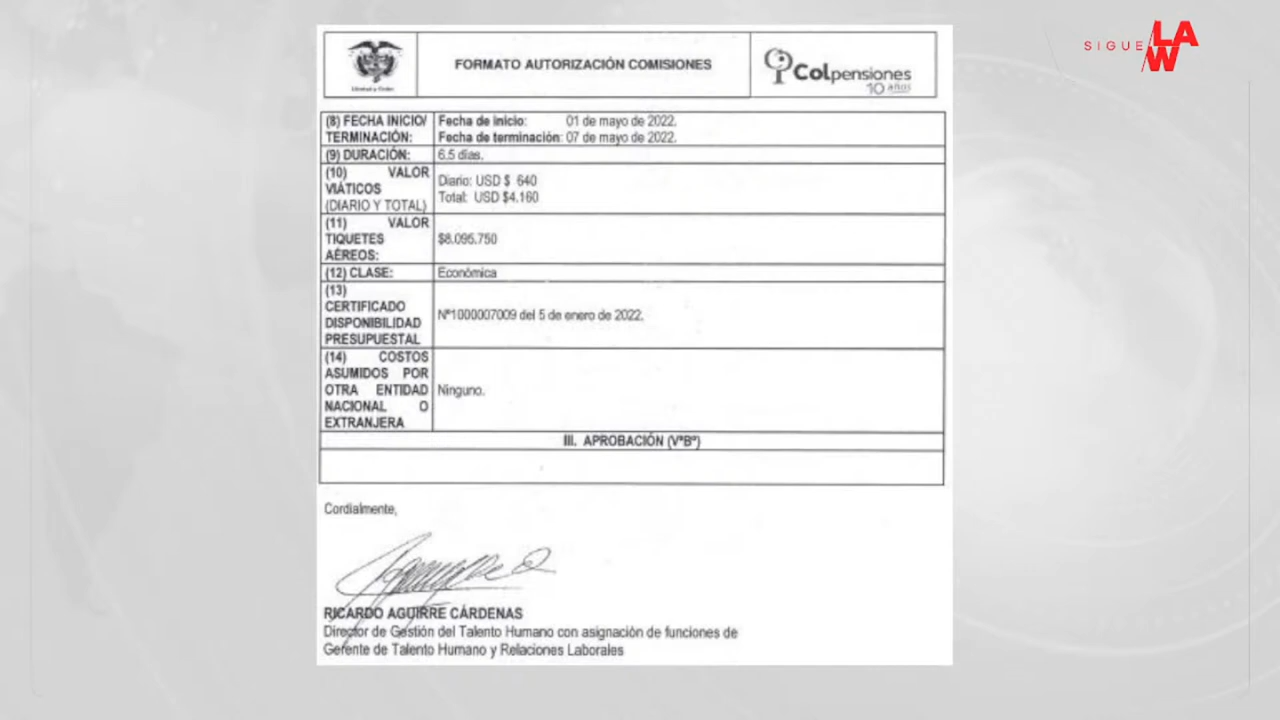 SIGUE LA W
Libertad y Orden
FORMATO AUTORIZACIÓN COMISIONES
Colpensiones
10 AÑOS
(8) FECHA INICIO/
TERMINACIÓN:
Fecha de inicio: 01 de mayo de 2022.
Fecha de terminación: 07 de mayo de 2022.
(9) DURACIÓN:
6.5 días.
(10) VALOR
VIÁTICOS
(DIARIO Y TOTAL)
Diario: USD $ 640
Total: USD $4.160
(11) VALOR
TIQUETES
AÉREOS:
$8.095.750
(12) CLASE:
Económica
(13)
CERTIFICADO
DISPONIBILIDAD
PRESUPUESTAL
Nº1000007009 del 5 de enero de 2022.
(14) COSTOS
ASUMIDOS POR
OTRA ENTIDAD
NACIONAL O
EXTRANJERA
Ninguno.
III. APROBACIÓN (VºBº)
Cordialmente,
RICARDO AGUIRRE CÁRDENAS
Director de Gestión del Talento Humano con asignación de funciones de
Gerente de Talento Humano y Relaciones Laborales